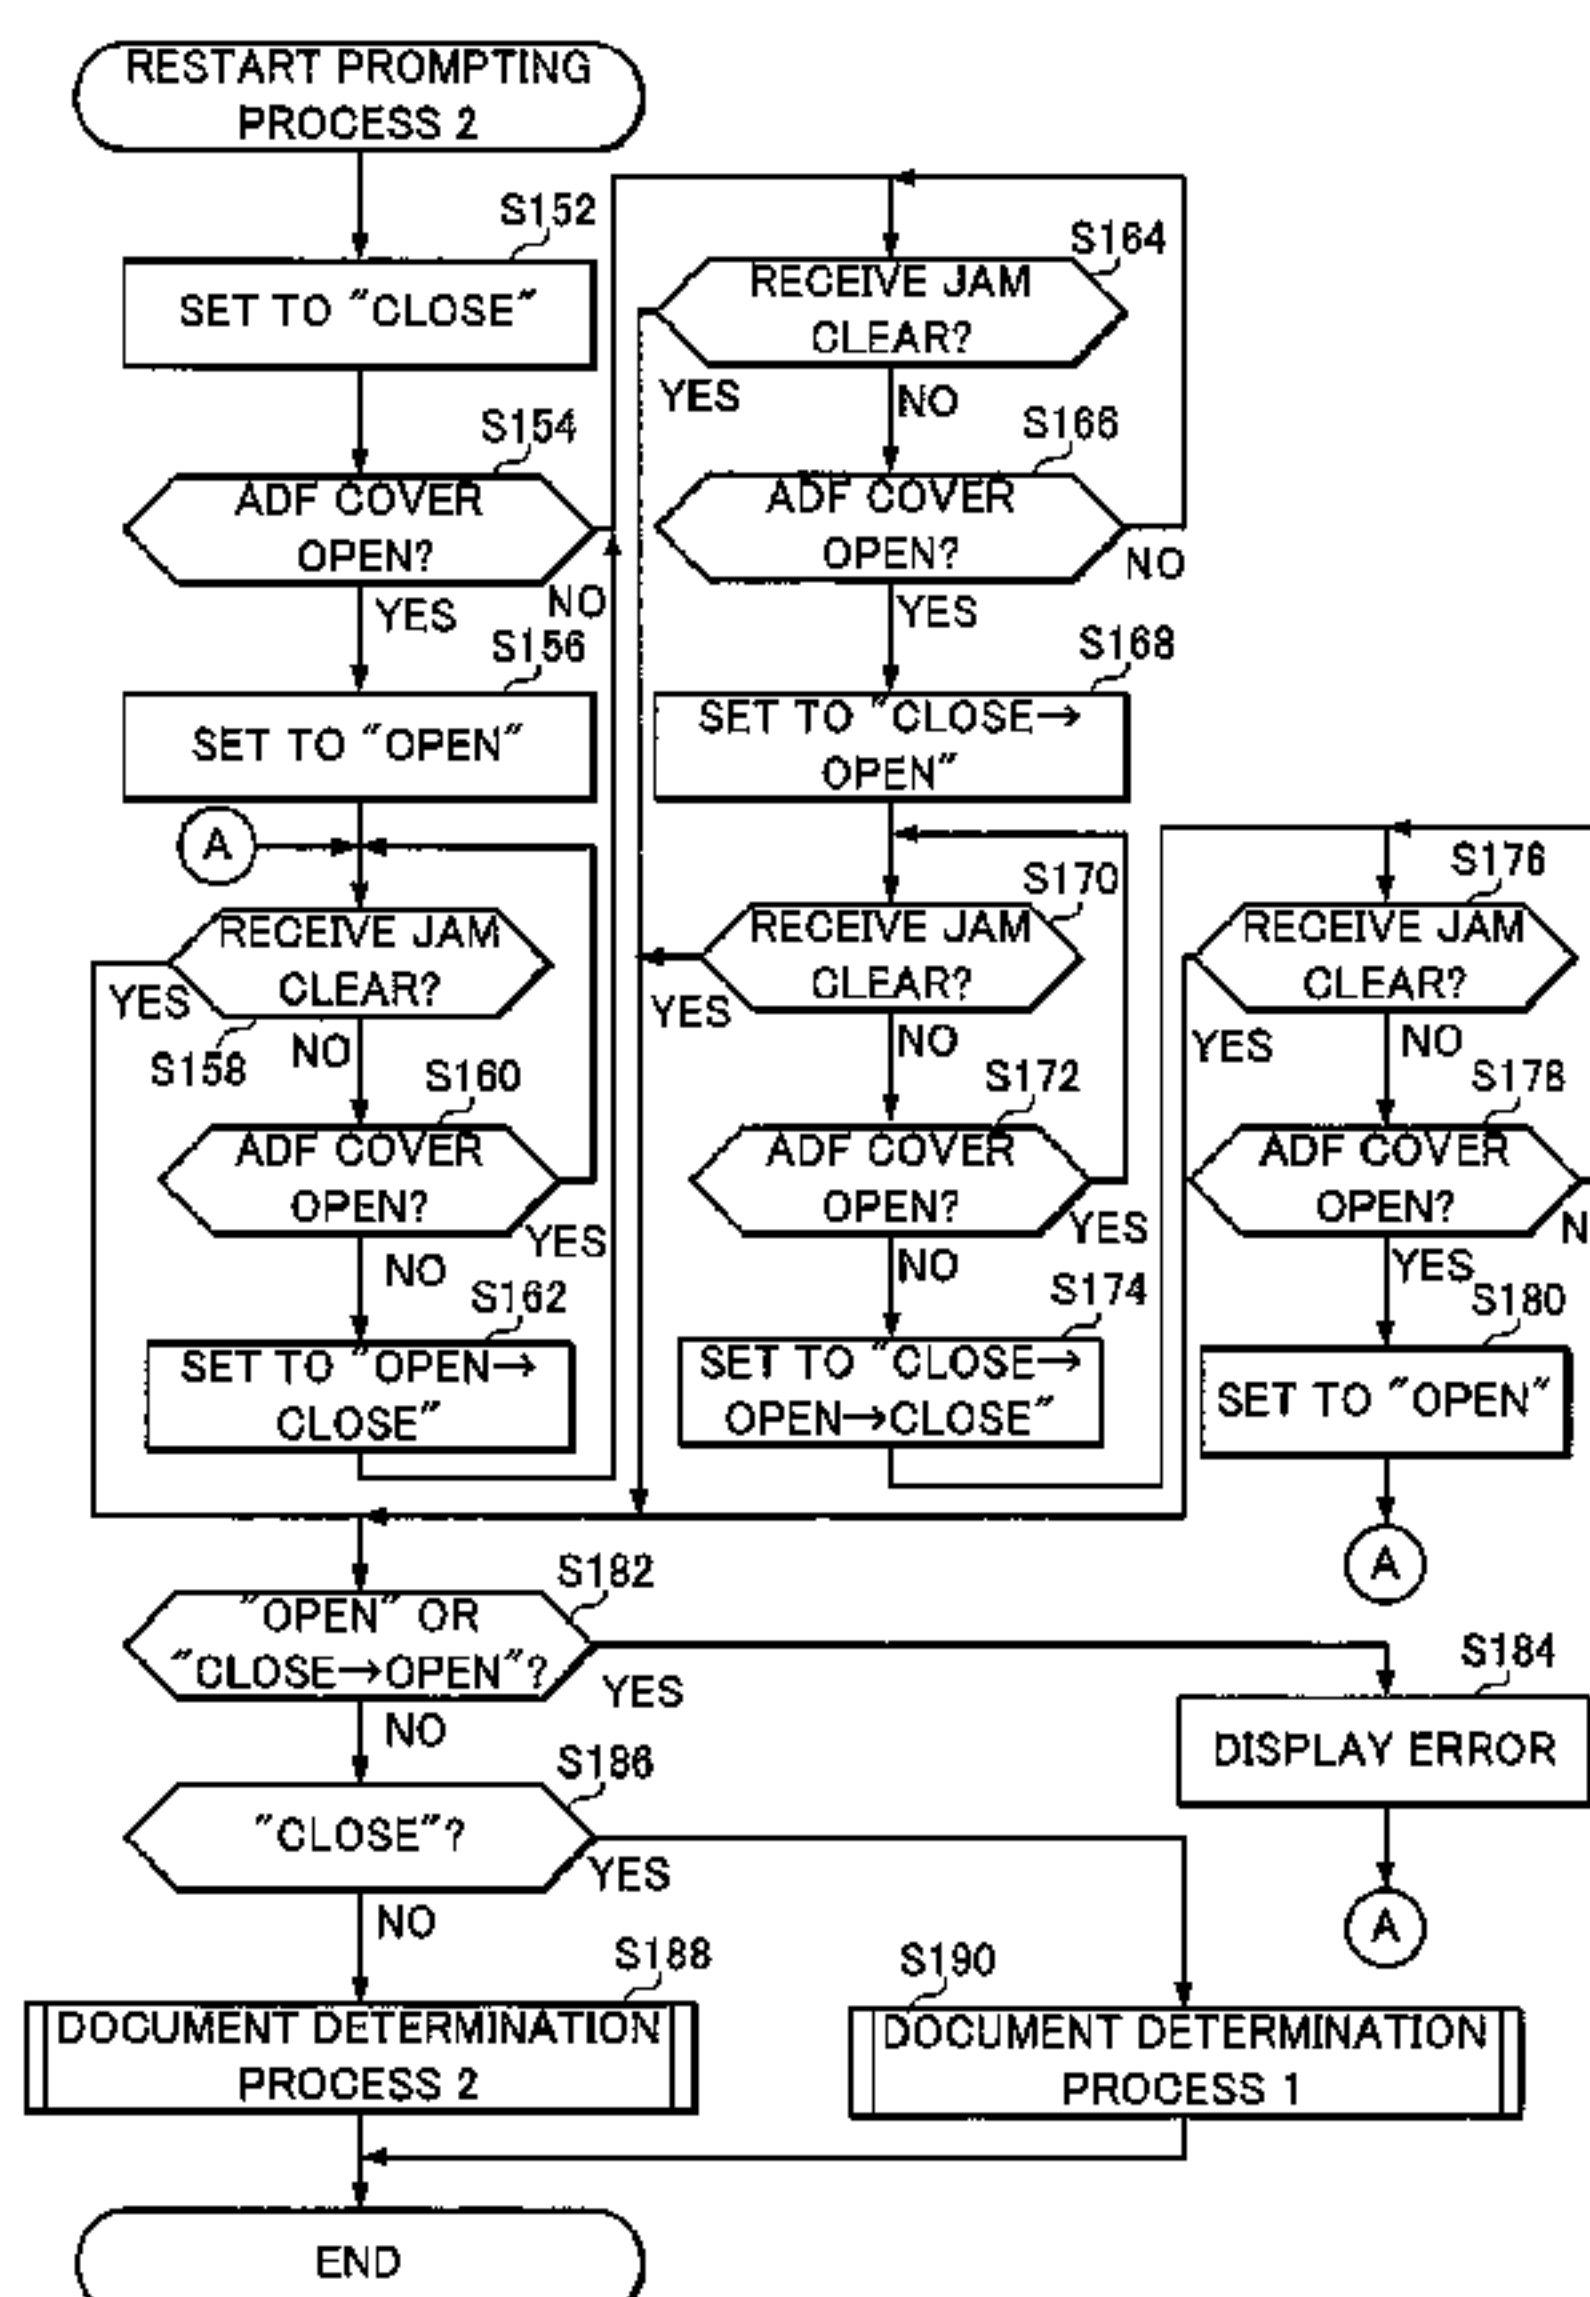 RESTART PROMPTING
PROCESS 2
S152
SET TO "CLOSE"
S154
ADF COVER
OPEN?
YES
NO
S156
SET TO "OPEN"
A
RECEIVE JAM
CLEAR?
YES
S158
NO
S160
ADF COVER
OPEN?
YES
NO
S162
SET TO "OPEN→
CLOSE"
S164
RECEIVE JAM
CLEAR?
YES
NO
S166
ADF COVER
OPEN?
NO
YES
S168
SET TO "CLOSE→
OPEN"
S170
RECEIVE JAM
CLEAR?
YES
NO
S172
ADF COVER
OPEN?
YES
NO
S174
SET TO "CLOSE→
OPEN→CLOSE"
S176
RECEIVE JAM
CLEAR?
YES
NO
S178
ADF COVER
OPEN?
N
YES
S180
SET TO "OPEN"
A
S182
"OPEN" OR
"CLOSE→OPEN"?
YES
NO
S184
DISPLAY ERROR
A
S186
"CLOSE"?
YES
NO
S188
DOCUMENT DETERMINATION
PROCESS 2
S190
DOCUMENT DETERMINATION
PROCESS 1
END